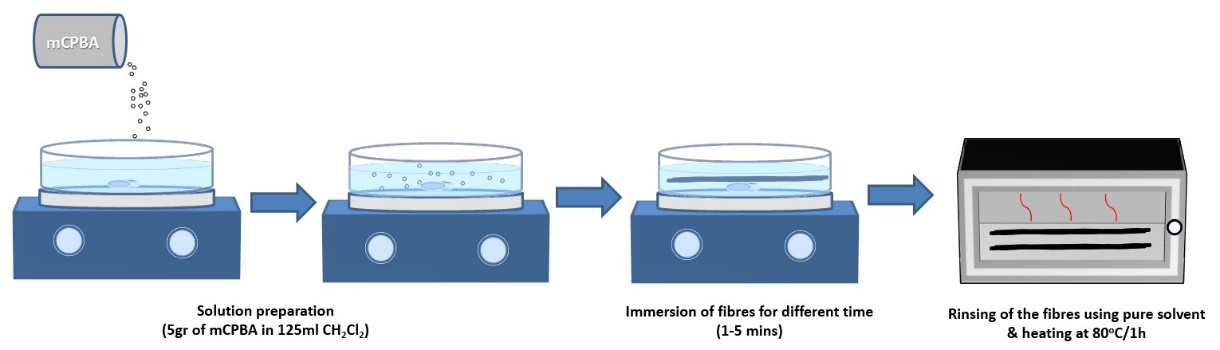 mCPBA
Solution preparation
(5gr of mCPBA in 125ml CH₂Cl₂)
Immersion of fibres for different time
(1-5 mins)
Rinsing of the fibres using pure solvent
& heating at 80°C/1h